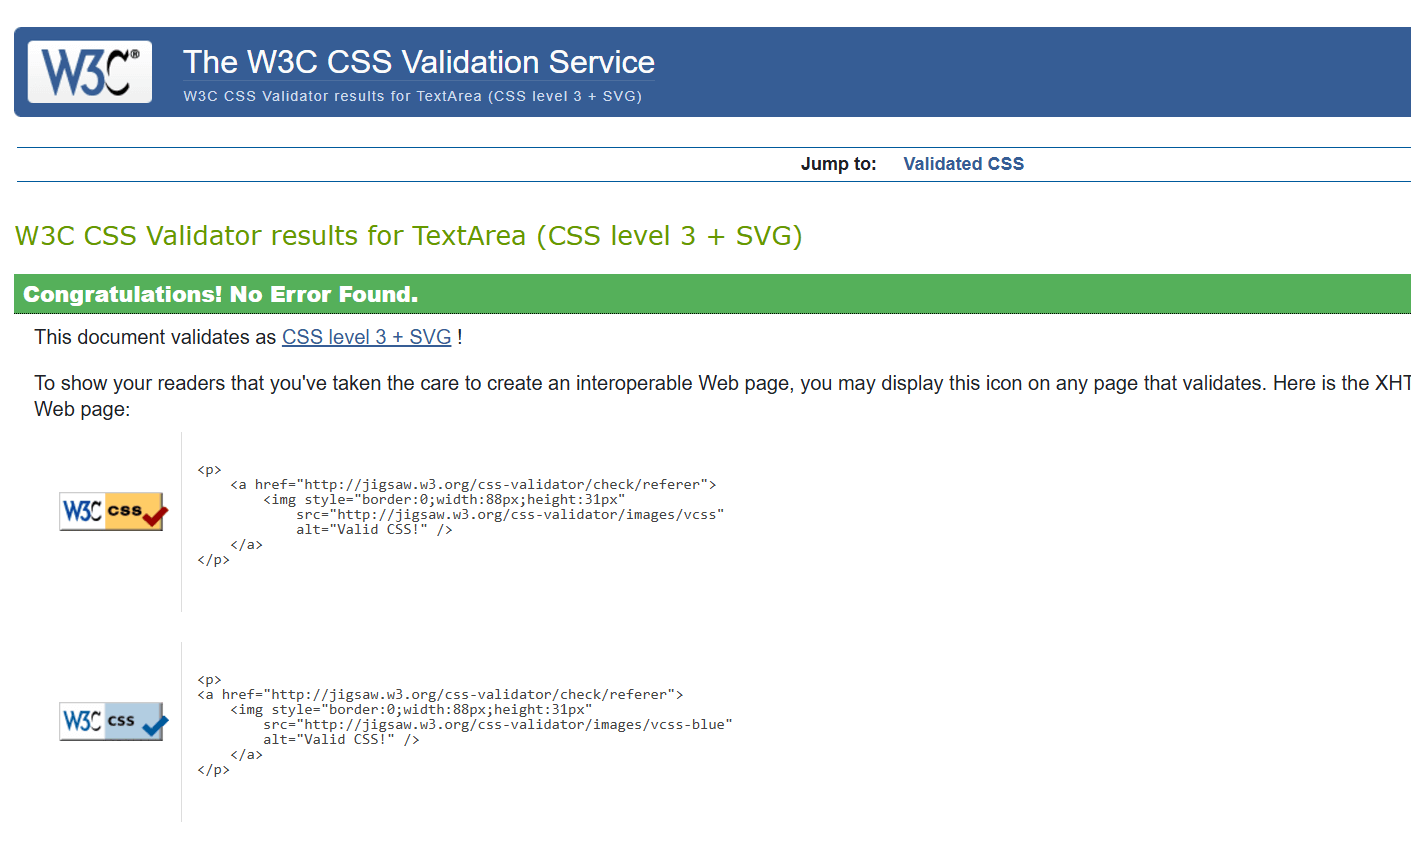 W3C®
The W3C CSS Validation Service
W3C CSS Validator results for TextArea (CSS level 3 + SVG)
Jump to: Validated CSS
W3C CSS Validator results for TextArea (CSS level 3 + SVG)
Congratulations! No Error Found.
This document validates as CSS level 3 + SVG !
To show your readers that you've taken the care to create an interoperable Web page, you may display this icon on any page that validates. Here is the XHT
Web page:
W3C css
<p>
    <a href="http://jigsaw.w3.org/css-validator/check/referer">
        <img style="border:0;width:88px;height:31px"
            src="http://jigsaw.w3.org/css-validator/images/vcss"
            alt="Valid CSS!" />
    </a>
</p>
W3C css
<p>
<a href="http://jigsaw.w3.org/css-validator/check/referer">
    <img style="border:0;width:88px;height:31px"
        src="http://jigsaw.w3.org/css-validator/images/vcss-blue"
        alt="Valid CSS!" />
    </a>
</p>